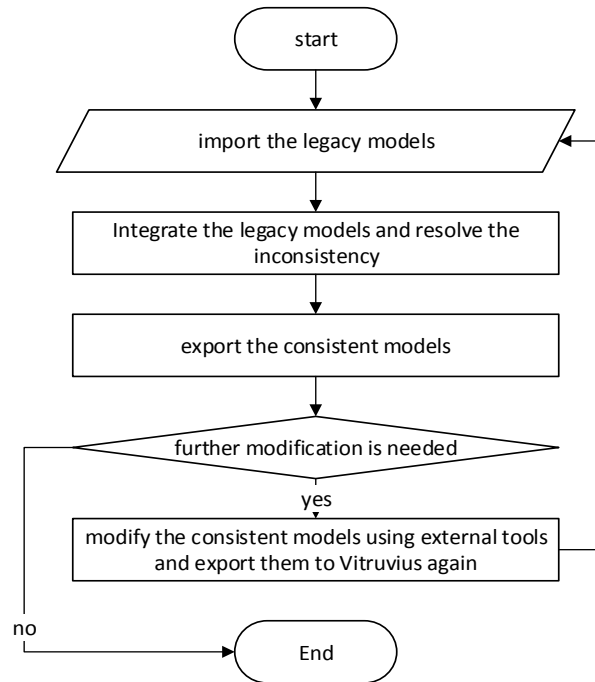 start
import the legacy models
Integrate the legacy models and resolve the
inconsistency
export the consistent models
further modification is needed
yes
modify the consistent models using external tools
and export them to Vitruvius again
no
End